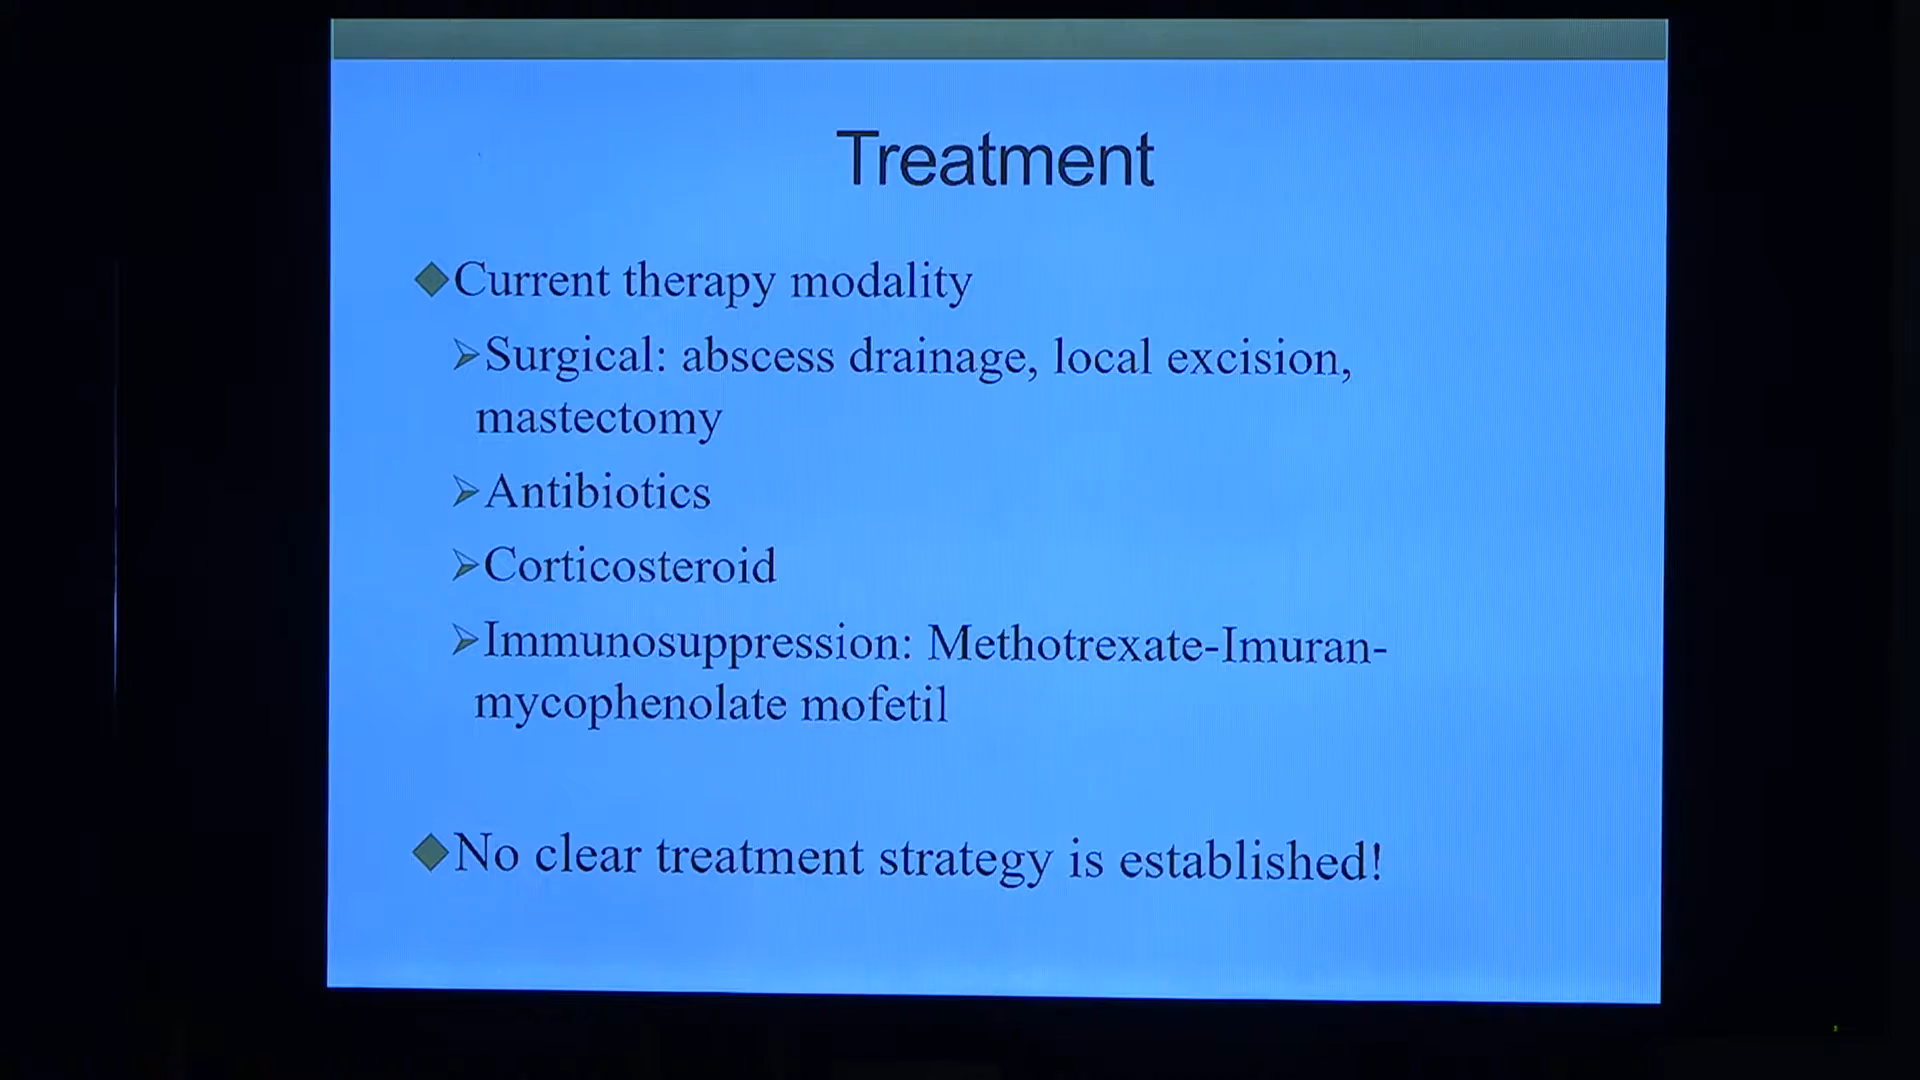 Treatment
Current therapy modality
Surgical: abscess drainage, local excision,
mastectomy
Antibiotics
Corticosteroid
Immunosuppression: Methotrexate-Imuran-
mycophenolate mofetil
No clear treatment strategy is established!